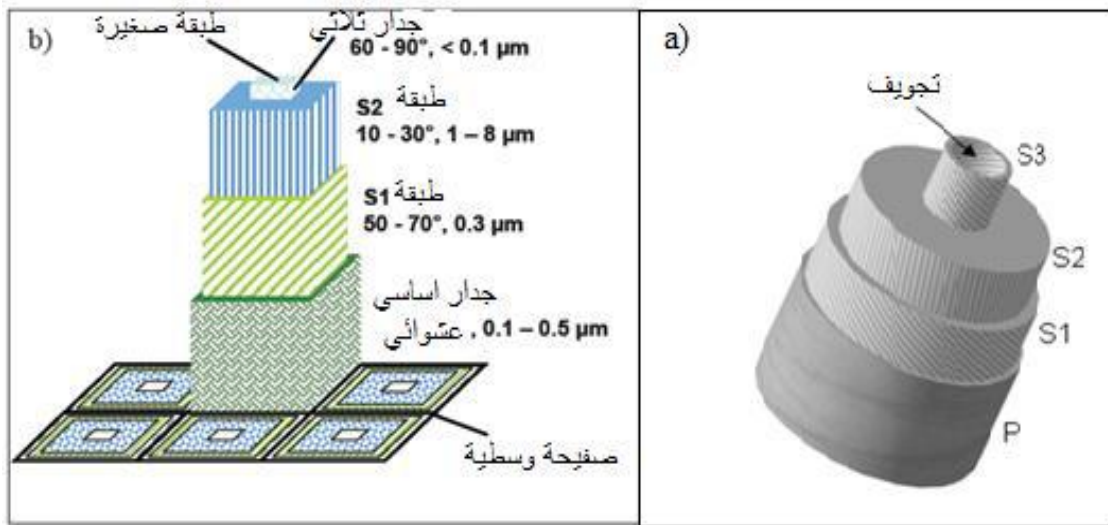 a)
تجويف
S3
S2
S1
P
b)
طبقة صغيرة
جدار ثلاثي
60 - 90°, < 0.1 µm
S2 طبقة
10 - 30°, 1 – 8 µm
S1 طبقة
50 - 70°, 0.3 µm
جدار اساسي
عشوائي , 0.1 – 0.5 µm
صفيحة وسطية